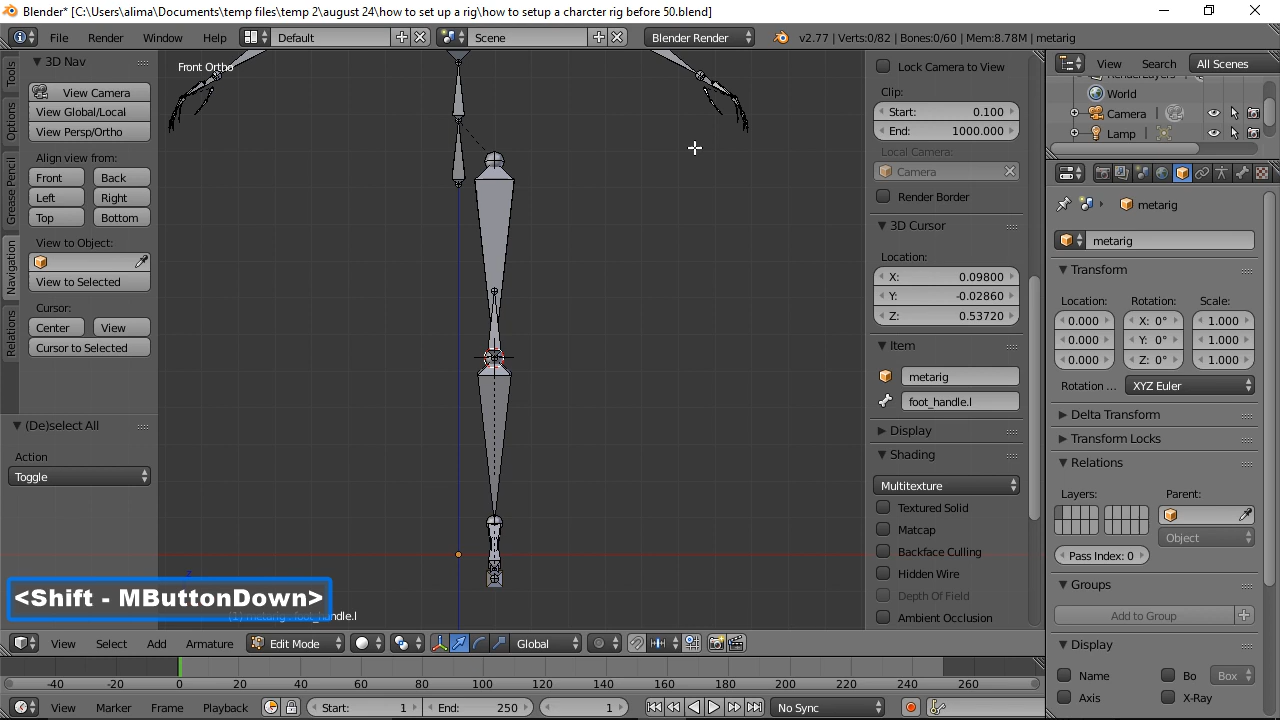 Blender* [C:\Users\alima\Documents\temp files\temp 2\august 24\how to set up a rig\how to setup a charcter rig before 50.blend]
File Render Window Help Default Scene Blender Render v2.77 | Verts:0/82 | Bones:0/60 | Mem:8.78M | metarig
Tools
Options
Grease Pencil
Navigation
Relations
3D Nav
View Camera
View Global/Local
View Persp/Ortho
Align view from:
Front Back
Left Right
Top Bottom
View to Object:
View to Selected
Cursor:
Center View
Cursor to Selected
(De)select All
Action
Toggle
Front Ortho
<Shift - MButtonDown>
z
(1) metarig : foot_handle.l
Lock Camera to View
Clip:
Start: 0.100
End: 1000.000
Local Camera:
Camera
Render Border
3D Cursor
Location:
X: 0.09800
Y: -0.02860
Z: 0.53720
Item
metarig
foot_handle.l
Display
Shading
Multitexture
Textured Solid
Matcap
Backface Culling
Hidden Wire
Depth Of Field
Ambient Occlusion
View Search All Scenes
RenderLayers
World
Camera
Lamp
metarig
metarig
Transform
Location: Rotation: Scale:
0.000 X: 0° 1.000
0.000 Y: 0° 1.000
0.000 Z: 0° 1.000
Rotation ... XYZ Euler
Delta Transform
Transform Locks
Relations
Layers: Parent:
Object
Pass Index: 0
Groups
Add to Group
Display
Name Bo Box
Axis X-Ray
View Select Add Armature Edit Mode Global
-40 -20 0 20 40 60 80 100 120 140 160 180 200 220 240 260
View Marker Frame Playback Start: 1 End: 250 1 No Sync